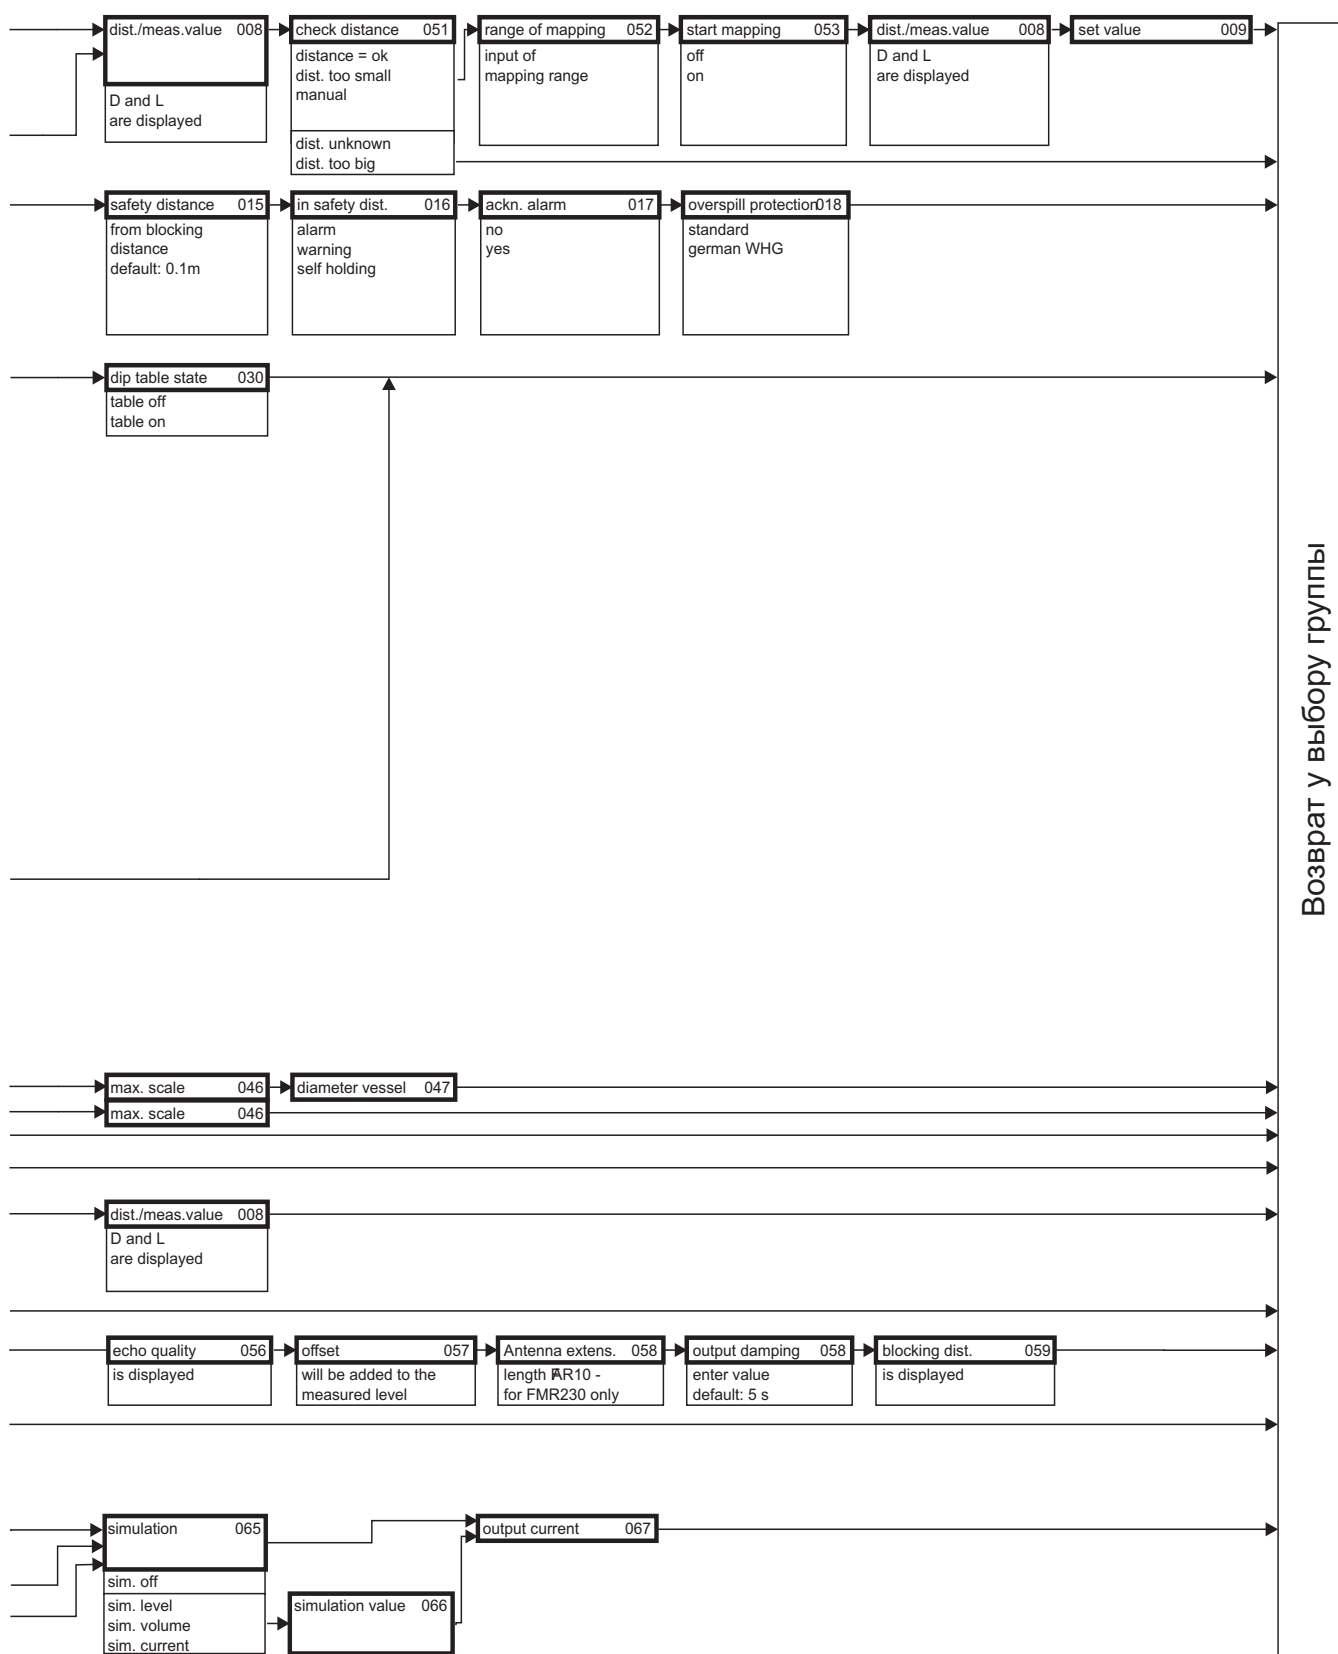 dist./meas.value 008
D and L
are displayed
check distance 051
distance = ok
dist. too small
manual
dist. unknown
dist. too big
range of mapping 052
input of
mapping range
start mapping 053
off
on
dist./meas.value 008
D and L
are displayed
set value 009
safety distance 015
from blocking
distance
default: 0.1m
in safety dist. 016
alarm
warning
self holding
ackn. alarm 017
no
yes
overspill protection018
standard
german WHG
dip table state 030
table off
table on
Возврат у выбору группы
max. scale 046
diameter vessel 047
max. scale 046
dist./meas.value 008
D and L
are displayed
echo quality 056
is displayed
offset 057
will be added to the
measured level
Antenna extens. 058
length FAR10 -
for FMR230 only
output damping 058
enter value
default: 5 s
blocking dist. 059
is displayed
simulation 065
sim. off
sim. level
sim. volume
sim. current
simulation value 066
output current 067